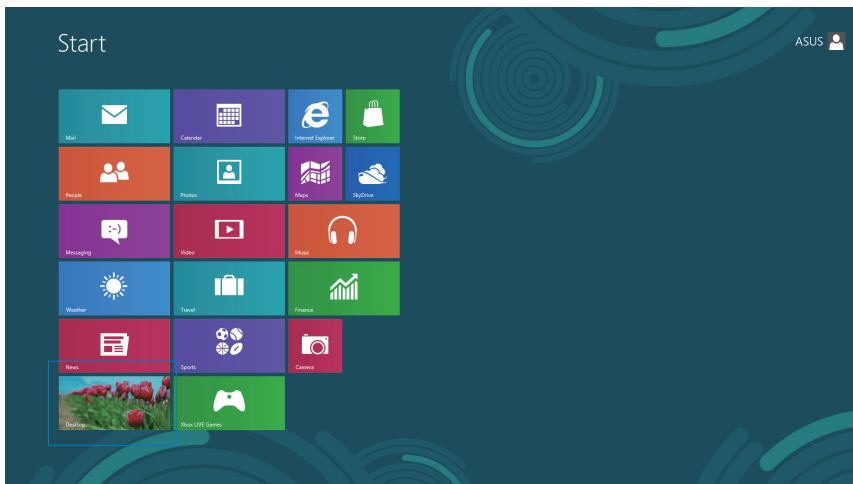 Start
ASUS
Mail
Calendar
Internet Explorer
Store
People
Photos
Maps
SkyDrive
Messaging
:-)
Video
Music
Weather
Travel
Finance
News
Sports
Camera
Desktop
Xbox LIVE Games